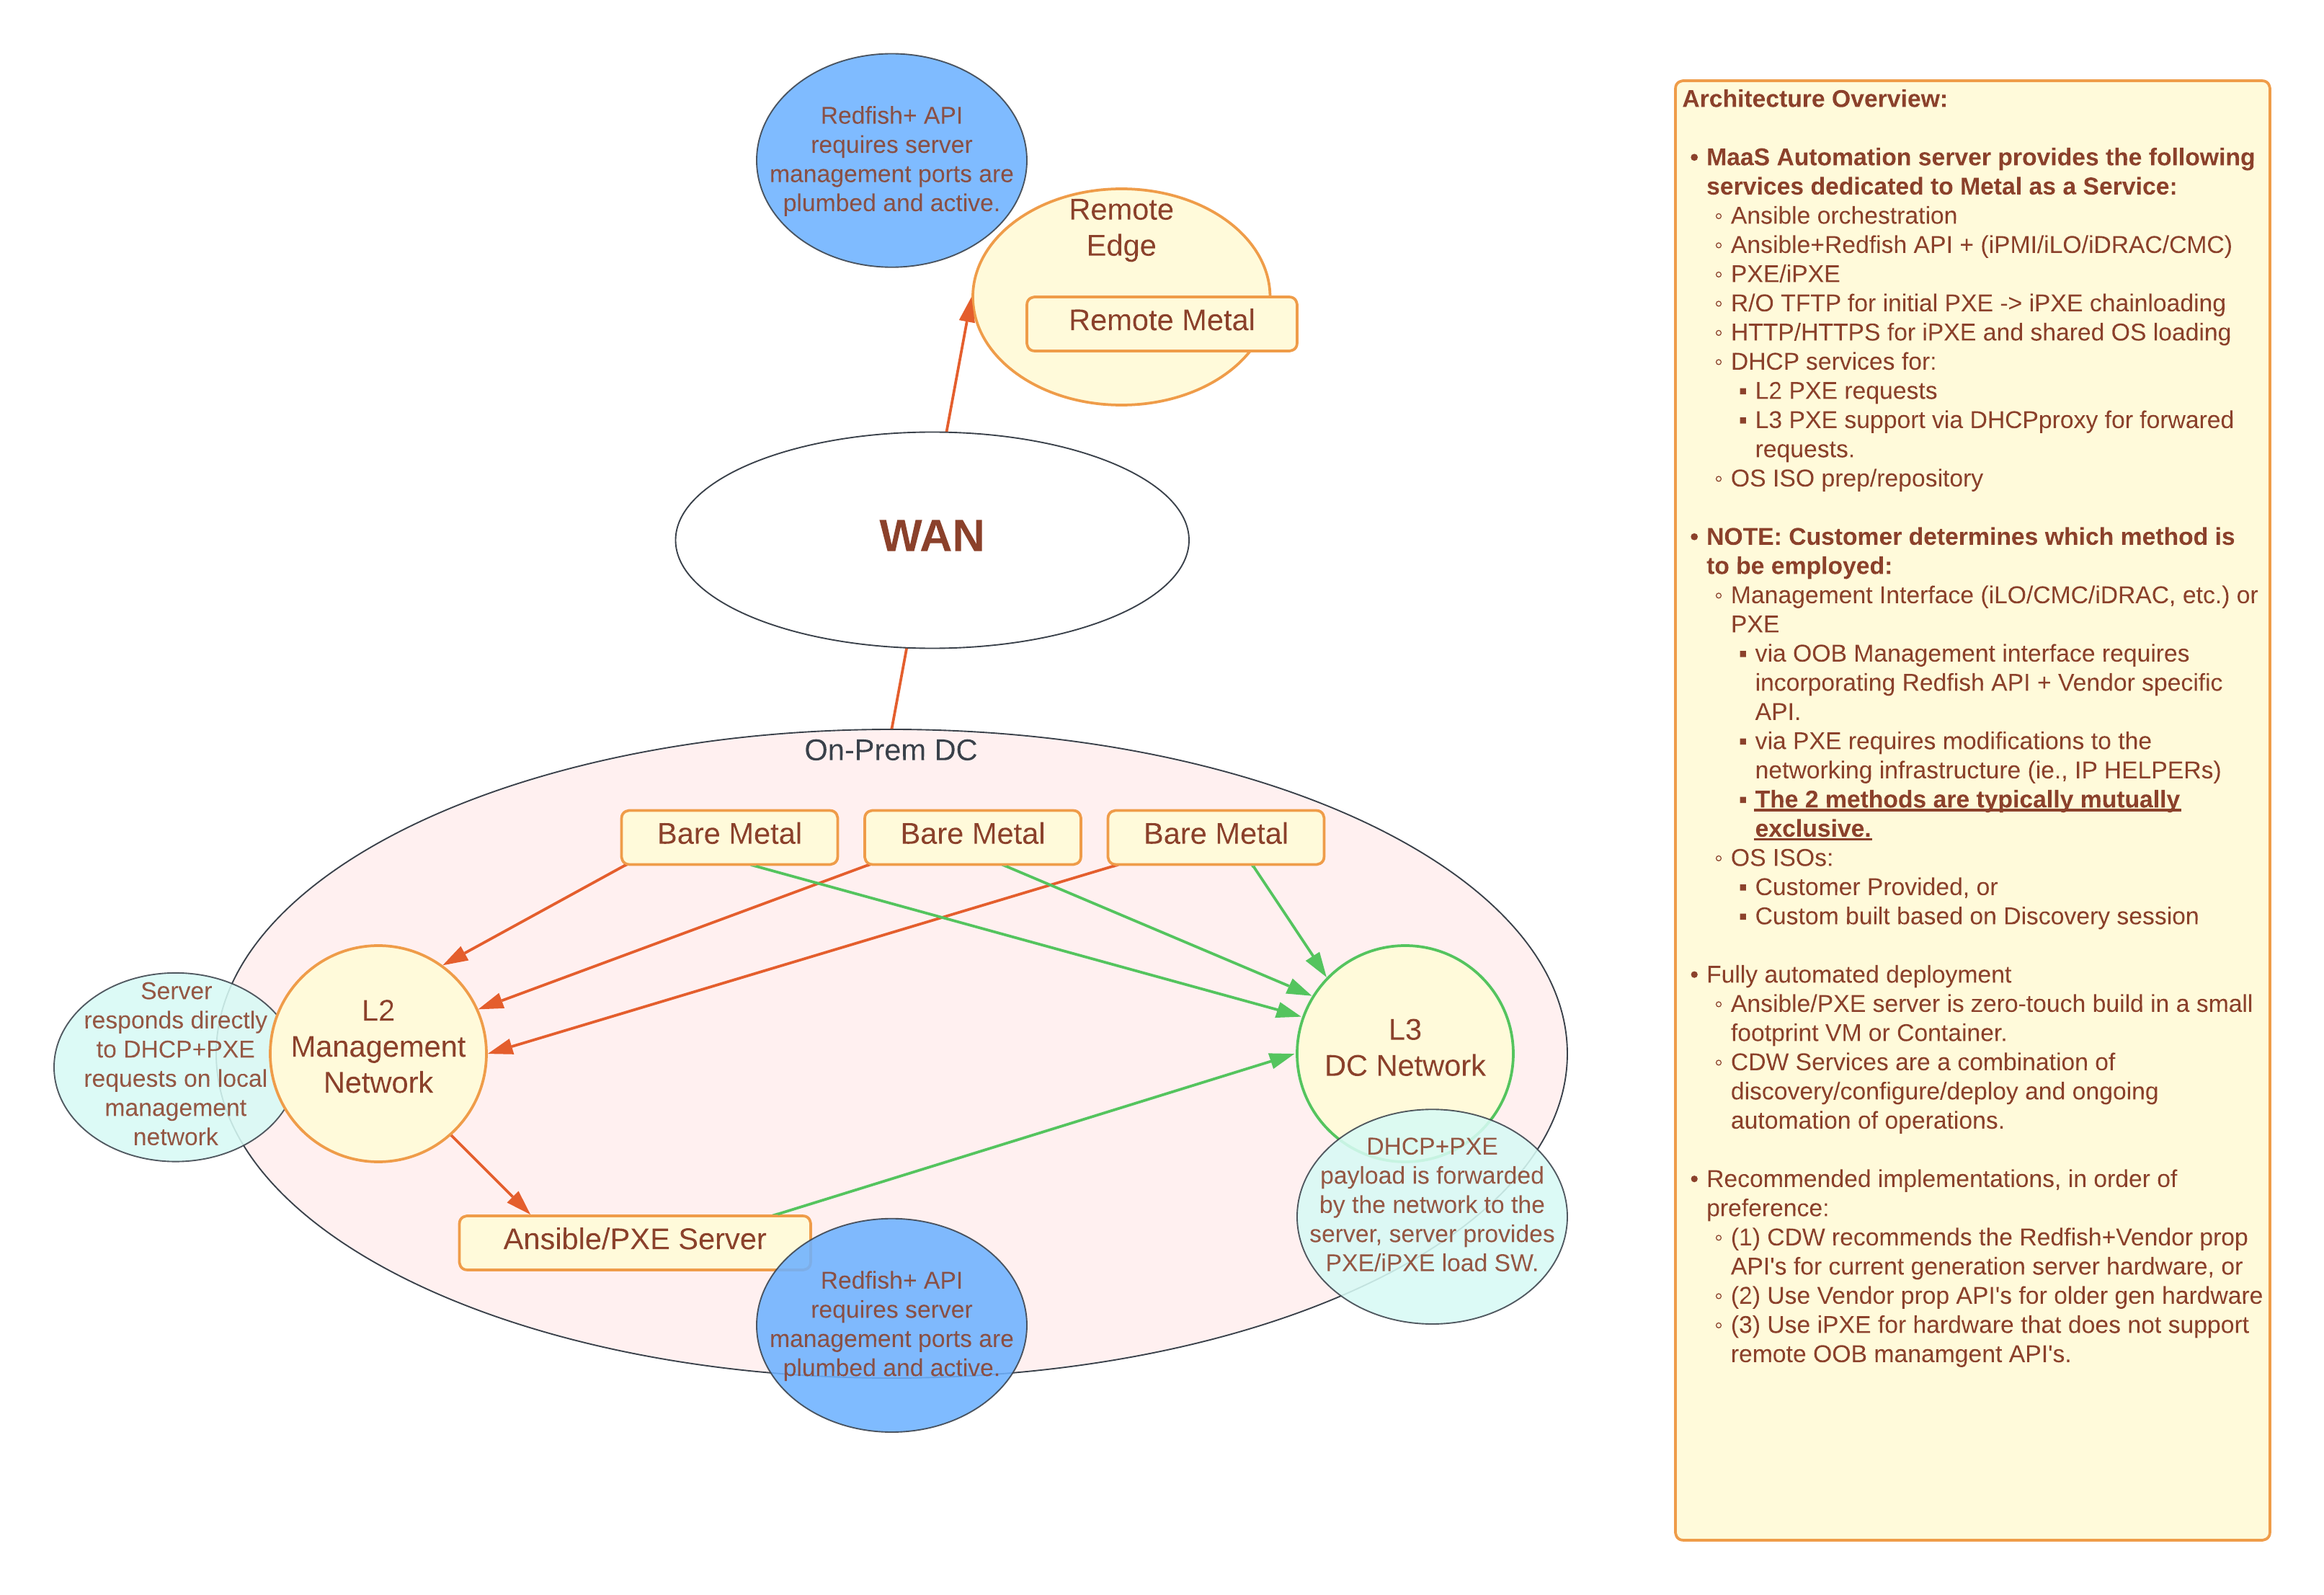 Redfish+ API
requires server
management ports are
plumbed and active.
Remote
Edge
Remote Metal
WAN
On-Prem DC
Bare Metal
Bare Metal
Bare Metal
Server
responds directly
to DHCP+PXE
requests on local
management
network
L2
Management
Network
L3
DC Network
DHCP+PXE
payload is forwarded
by the network to the
server, server provides
PXE/iPXE load SW.
Ansible/PXE Server
Redfish+ API
requires server
management ports are
plumbed and active.
Architecture Overview:
• MaaS Automation server provides the following
services dedicated to Metal as a Service:
◦ Ansible orchestration
◦ Ansible+Redfish API + (iPMI/iLO/iDRAC/CMC)
◦ PXE/iPXE
◦ R/O TFTP for initial PXE -> iPXE chainloading
◦ HTTP/HTTPS for iPXE and shared OS loading
◦ DHCP services for:
▪ L2 PXE requests
▪ L3 PXE support via DHCPproxy for forwared
requests.
◦ OS ISO prep/repository
• NOTE: Customer determines which method is
to be employed:
◦ Management Interface (iLO/CMC/iDRAC, etc.) or
PXE
▪ via OOB Management interface requires
incorporating Redfish API + Vendor specific
API.
▪ via PXE requires modifications to the
networking infrastructure (ie., IP HELPERs)
▪ The 2 methods are typically mutually
exclusive.
◦ OS ISOs:
▪ Customer Provided, or
▪ Custom built based on Discovery session
• Fully automated deployment
◦ Ansible/PXE server is zero-touch build in a small
footprint VM or Container.
◦ CDW Services are a combination of
discovery/configure/deploy and ongoing
automation of operations.
• Recommended implementations, in order of
preference:
◦ (1) CDW recommends the Redfish+Vendor prop
API's for current generation server hardware, or
◦ (2) Use Vendor prop API's for older gen hardware
◦ (3) Use iPXE for hardware that does not support
remote OOB manamgent API's.